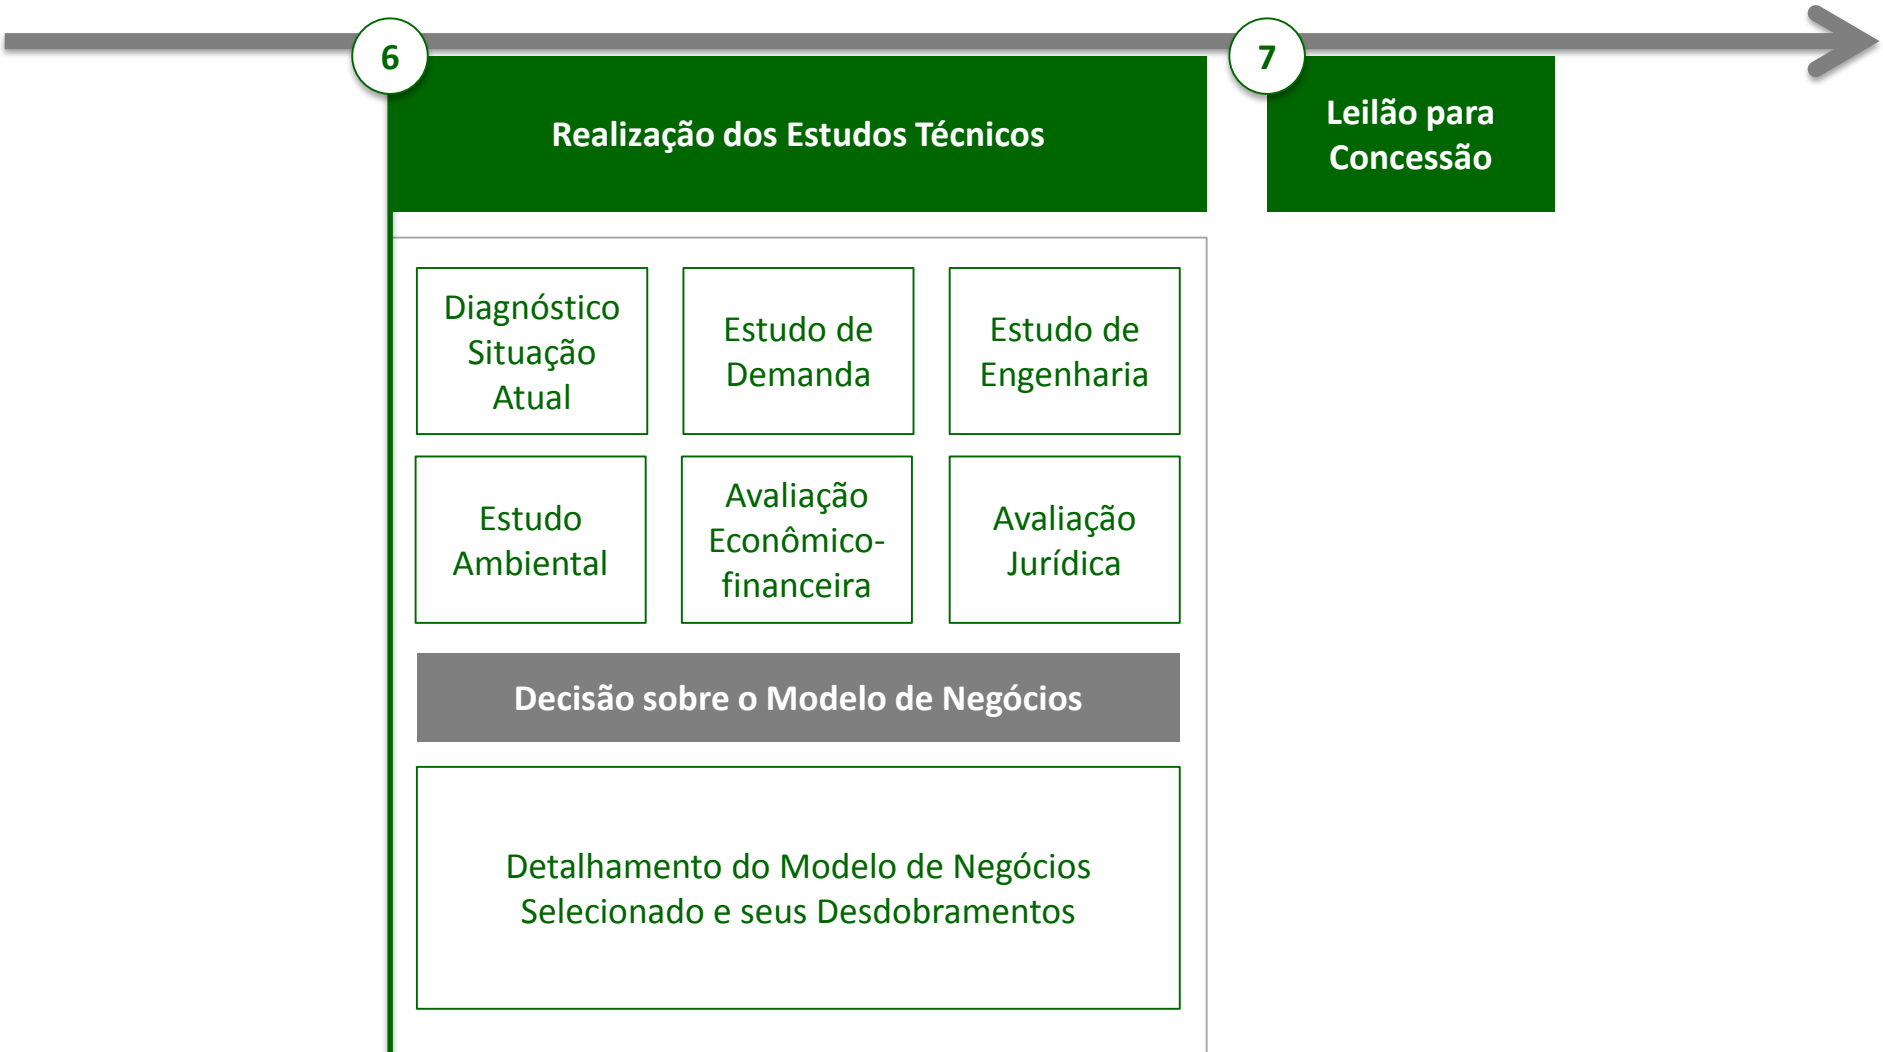 6
Realização dos Estudos Técnicos
7
Leilão para
Concessão
Diagnóstico
Situação
Atual
Estudo de
Demanda
Estudo de
Engenharia
Estudo
Ambiental
Avaliação
Econômico-
financeira
Avaliação
Jurídica
Decisão sobre o Modelo de Negócios
Detalhamento do Modelo de Negócios
Selecionado e seus Desdobramentos